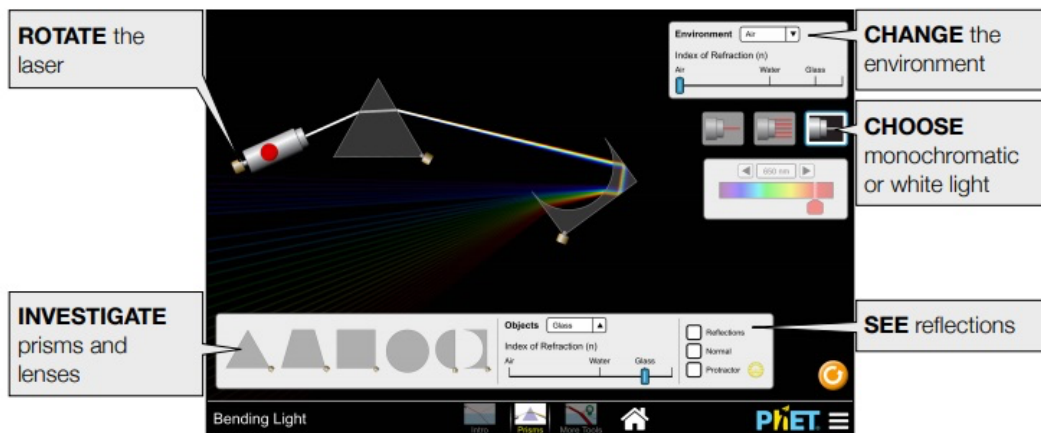 ROTATE the
laser
INVESTIGATE
prisms and
lenses
Environment Air
Index of Refraction (n)
Air Water Glass
650 nm
CHANGE the
environment
CHOOSE
monochromatic
or white light
SEE reflections
Objects Glass
Index of Refraction (n)
Air Water Glass
Reflections
Normal
Protractor
Bending Light
Intro
Prisms
More Tools
PhET